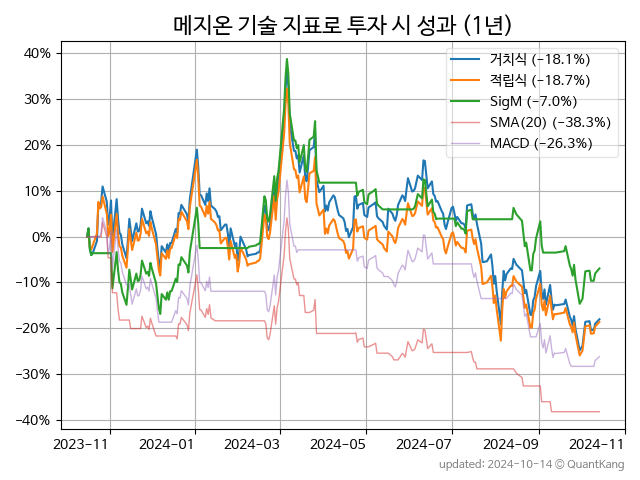 메지온 기술 지표로 투자 시 성과 (1년)
거치식 (−18.1%)
적립식 (−18.7%)
SigM (−7.0%)
SMA(20) (−38.3%)
MACD (−26.3%)
40%
30%
20%
10%
0%
−10%
−20%
−30%
−40%
2023−11 2024−01 2024−03 2024−05 2024−07 2024−09 2024−11
updated: 2024-10-14 © QuantKang